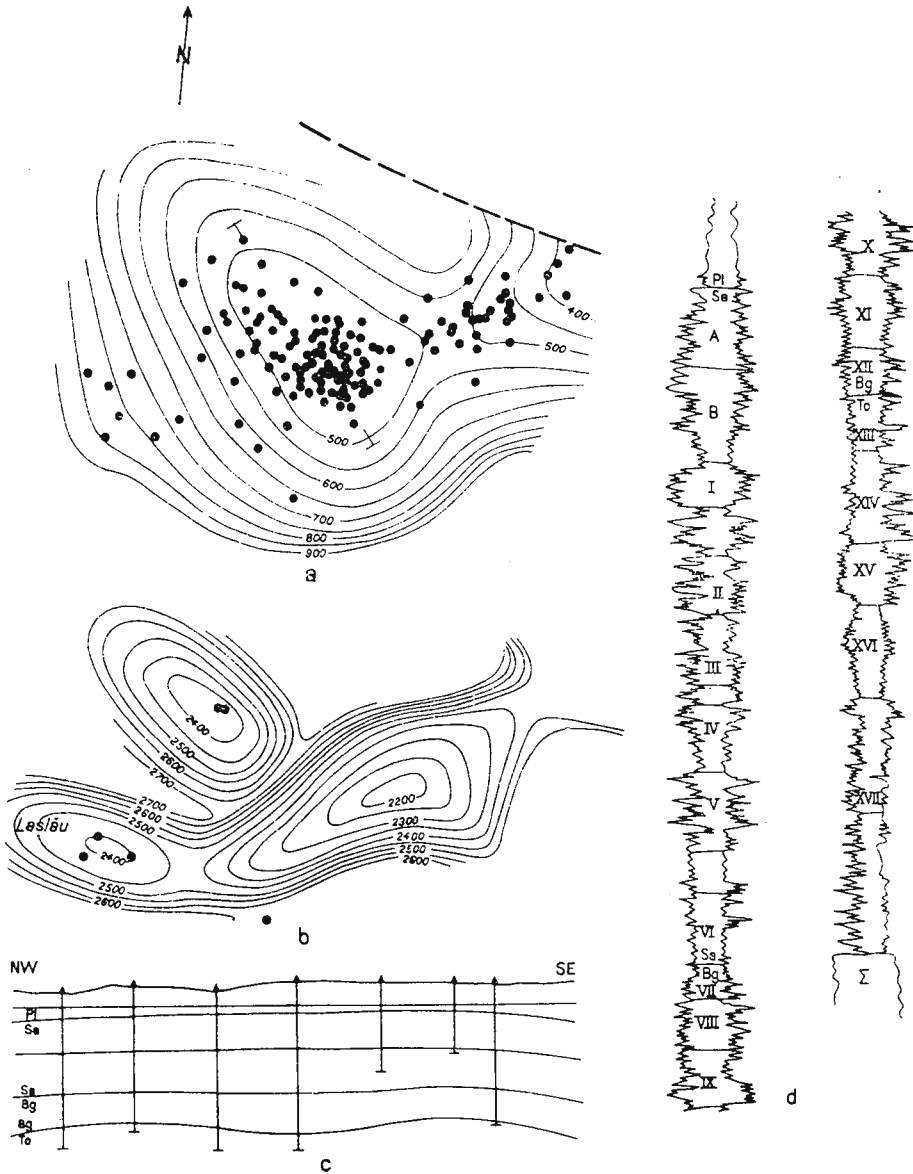 N
400
500
500
600
700
800
900
a
2400
2500
2600
2700
2700
2600
2500
Laslău
2400
2500
2600
2200
2300
2400
2500
2600
b
NW
SE
Pl
Sa
Sa
Bg
Bg
To
c
Pl
Sa
A
B
I
II
III
IV
V
VI
Sa
Bg
VII
VIII
IX
X
XI
XII
Bg
To
XIII
XIV
XV
XVI
XVII
Σ
d